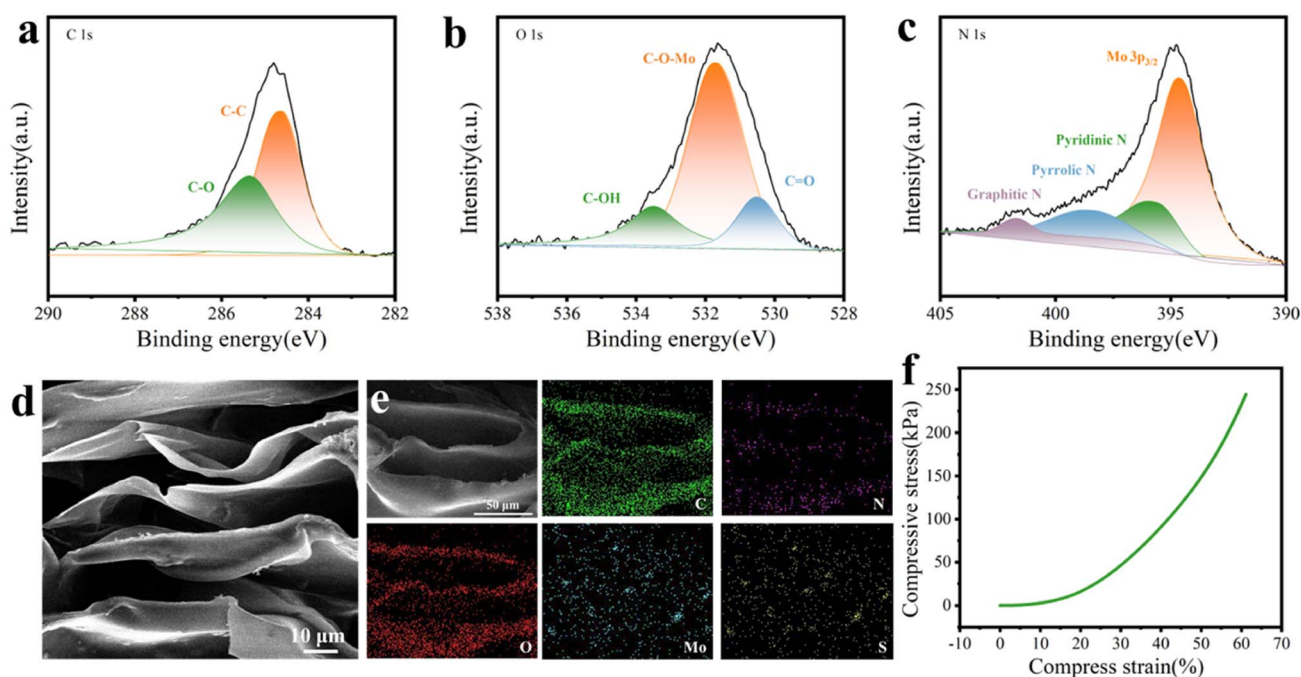 a
C 1s
C-C
C-O
Intensity(a.u.)
290 288 286 284 282
Binding energy(eV)
b
O 1s
C-O-Mo
C-OH
C=O
Intensity(a.u.)
538 536 534 532 530 528
Binding energy(eV)
c
N 1s
Mo 3p3/2
Pyridinic N
Pyrrolic N
Graphitic N
Intensity(a.u.)
405 400 395 390
Binding energy(eV)
d
10 μm
e
50 μm
C
N
O
Mo
S
f
Compressive stress(kPa)
250
200
150
100
50
0
-10 0 10 20 30 40 50 60 70
Compress strain(%)